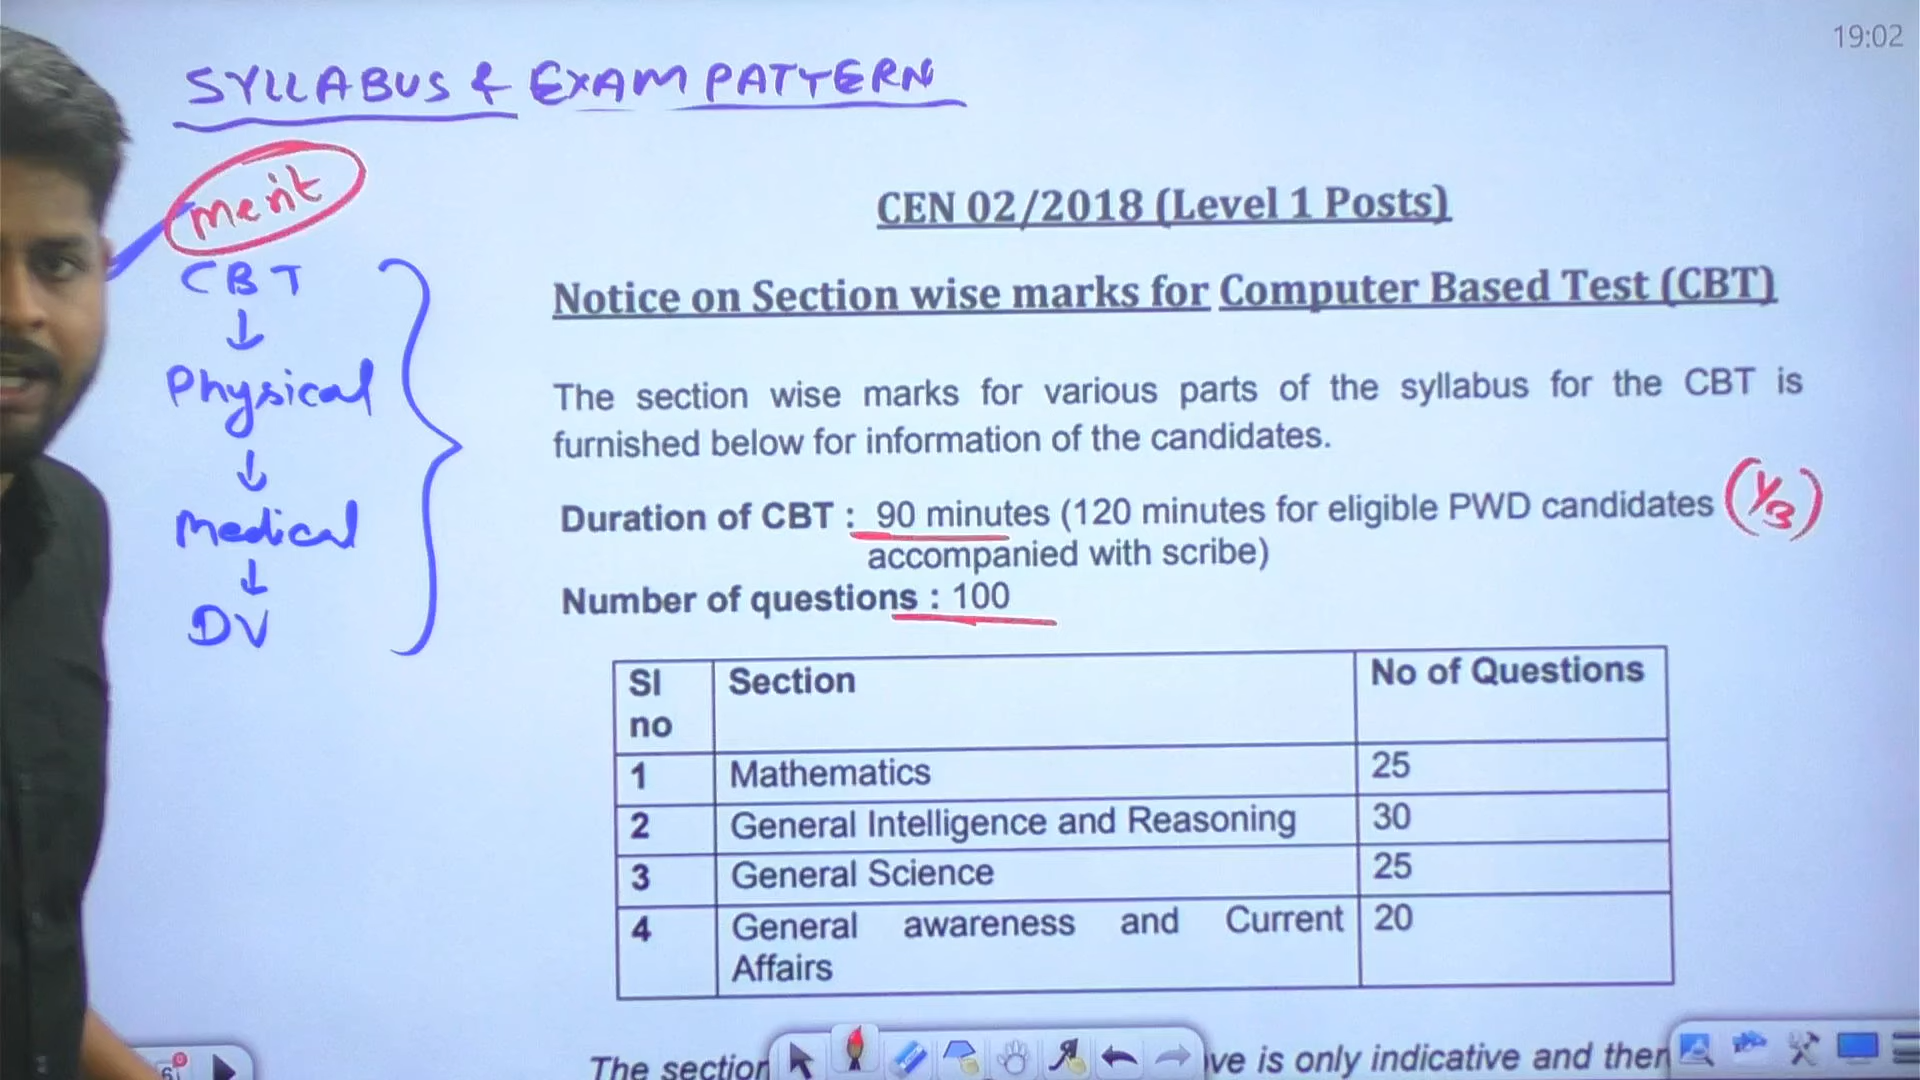 19:02
SYLLABUS & EXAM PATTERN
merit
CBT
↓
Physical
↓
Medical
↓
DV
CEN 02/2018 (Level 1 Posts)
Notice on Section wise marks for Computer Based Test (CBT)
The section wise marks for various parts of the syllabus for the CBT is
furnished below for information of the candidates.
Duration of CBT : 90 minutes (120 minutes for eligible PWD candidates (1/3)
accompanied with scribe)
Number of questions : 100
Sl no Section No of Questions
1 Mathematics 25
2 General Intelligence and Reasoning 30
3 General Science 25
4 General awareness and Current 20
Affairs
The section ve is only indicative and ther